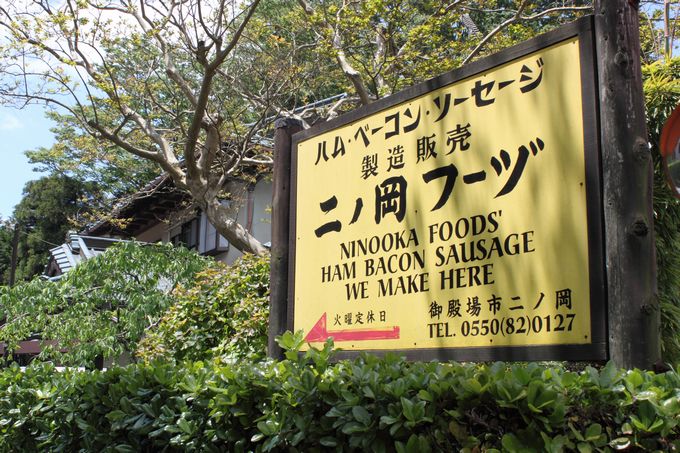 ハム・ベーコン・ソーセージ
製造販売
二ノ岡フーヅ
NINOOKA FOODS'
HAM BACON SAUSAGE
WE MAKE HERE
火曜定休日
御殿場市二ノ岡
TEL. 0550(82)0127